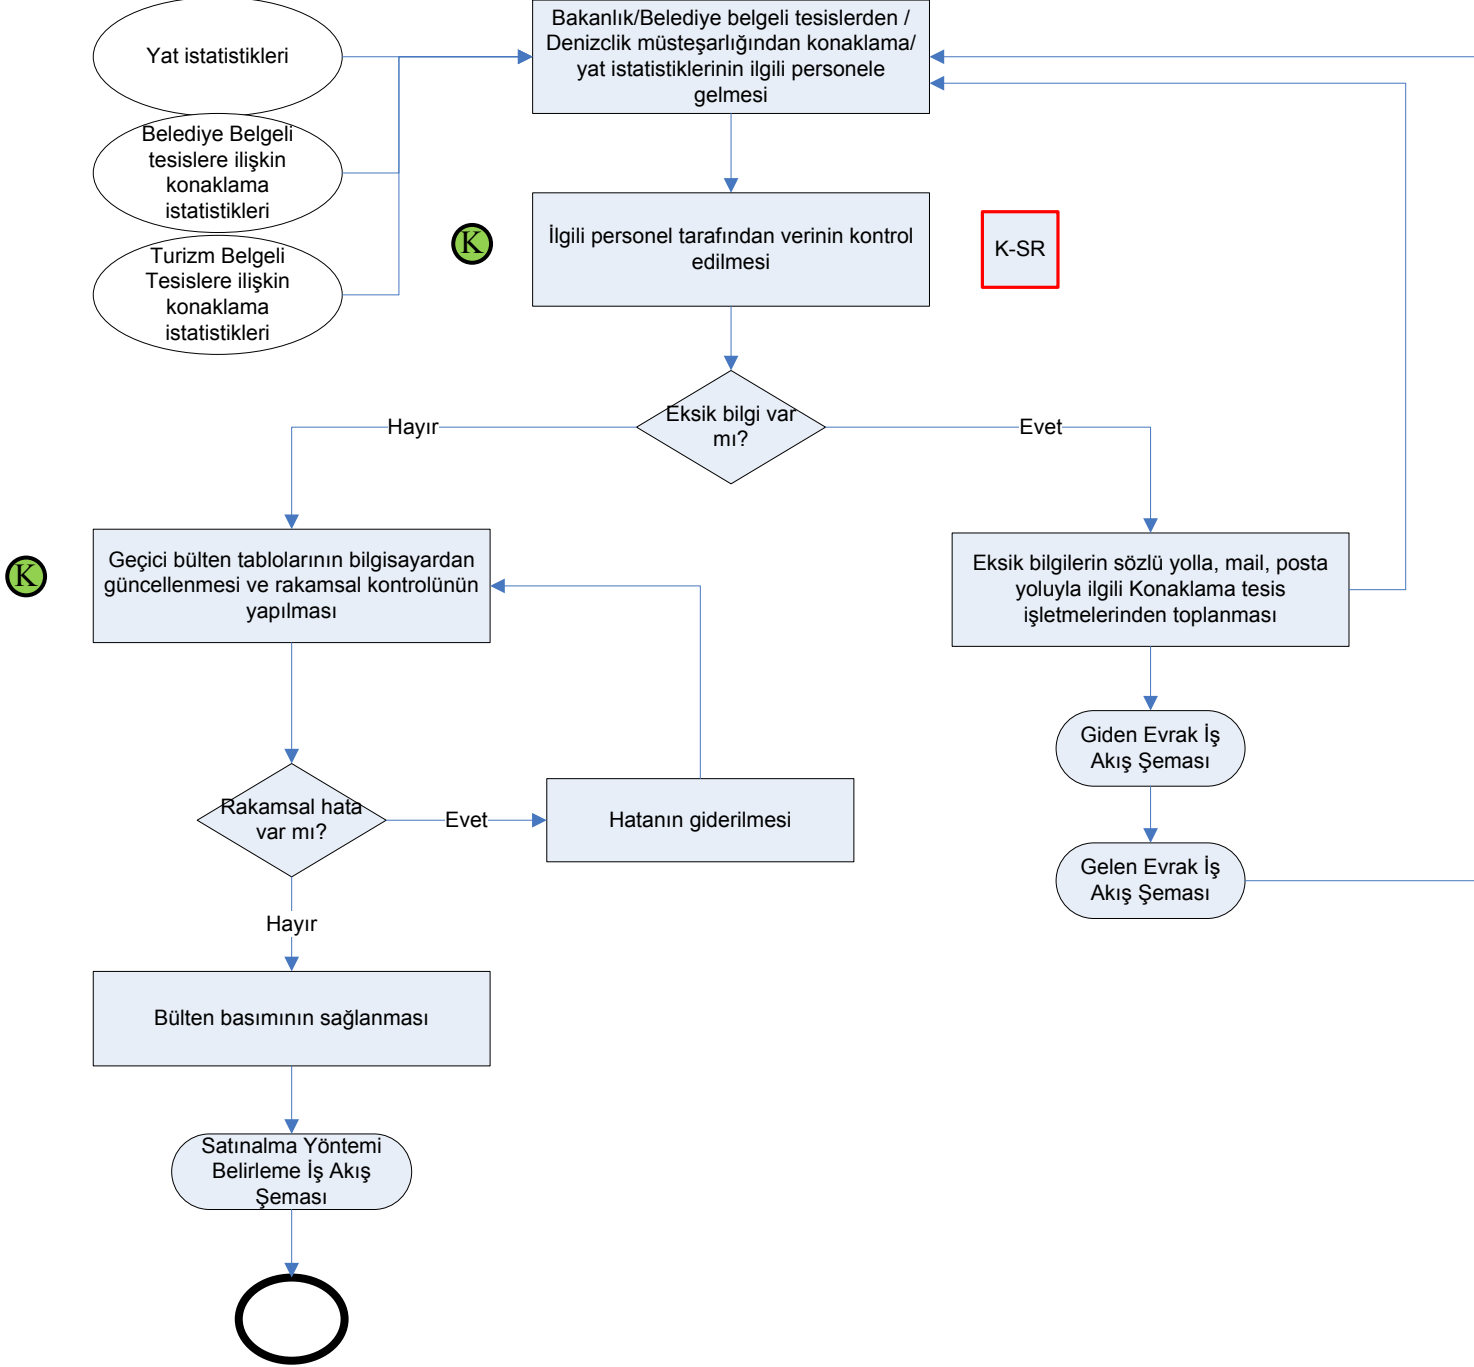 Yat istatistikleri
Bakanlık/Belediye belgeli tesislerden /
Denizclik müsteşarlığından konaklama/
yat istatistiklerinin ilgili personele
gelmesi
Belediye Belgeli
tesislere ilişkin
konaklama
istatistikleri
Turizm Belgeli
Tesislere ilişkin
konaklama
istatistikleri
K
İlgili personel tarafından verinin kontrol
edilmesi
K-SR
Eksik bilgi var
mı?
Hayır
Evet
K
Geçici bülten tablolarının bilgisayardan
güncellenmesi ve rakamsal kontrolünün
yapılması
Eksik bilgilerin sözlü yolla, mail, posta
yoluyla ilgili Konaklama tesis
işletmelerinden toplanması
Giden Evrak İş
Akış Şeması
Rakamsal hata
var mı?
Evet
Hatanın giderilmesi
Gelen Evrak İş
Akış Şeması
Hayır
Bülten basımının sağlanması
Satınalma Yöntemi
Belirleme İş Akış
Şeması